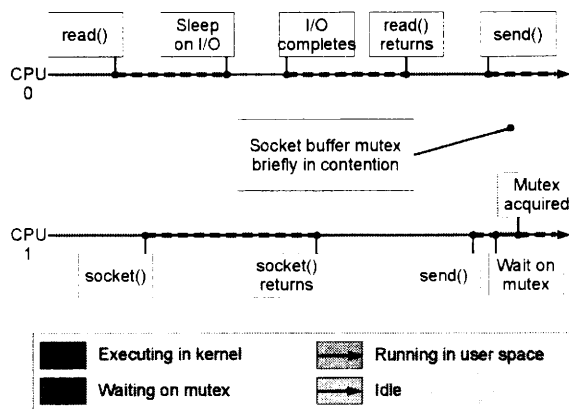 read()
Sleep
on I/O
I/O
completes
read()
returns
send()
CPU
0
Socket buffer mutex
briefly in contention
Mutex
acquired
CPU
1
socket()
socket()
returns
send()
Wait on
mutex
Executing in kernel
Running in user space
Waiting on mutex
Idle